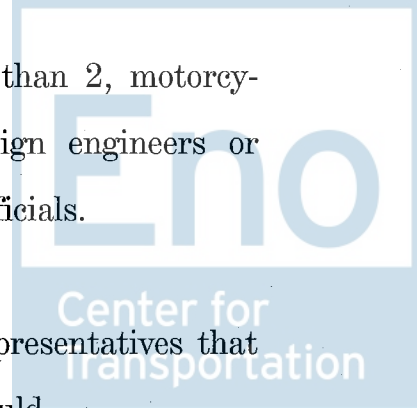 than 2, motorcy-
ign engineers or
ficials.
Eno
Center for
presentatives that
Transportation
uld